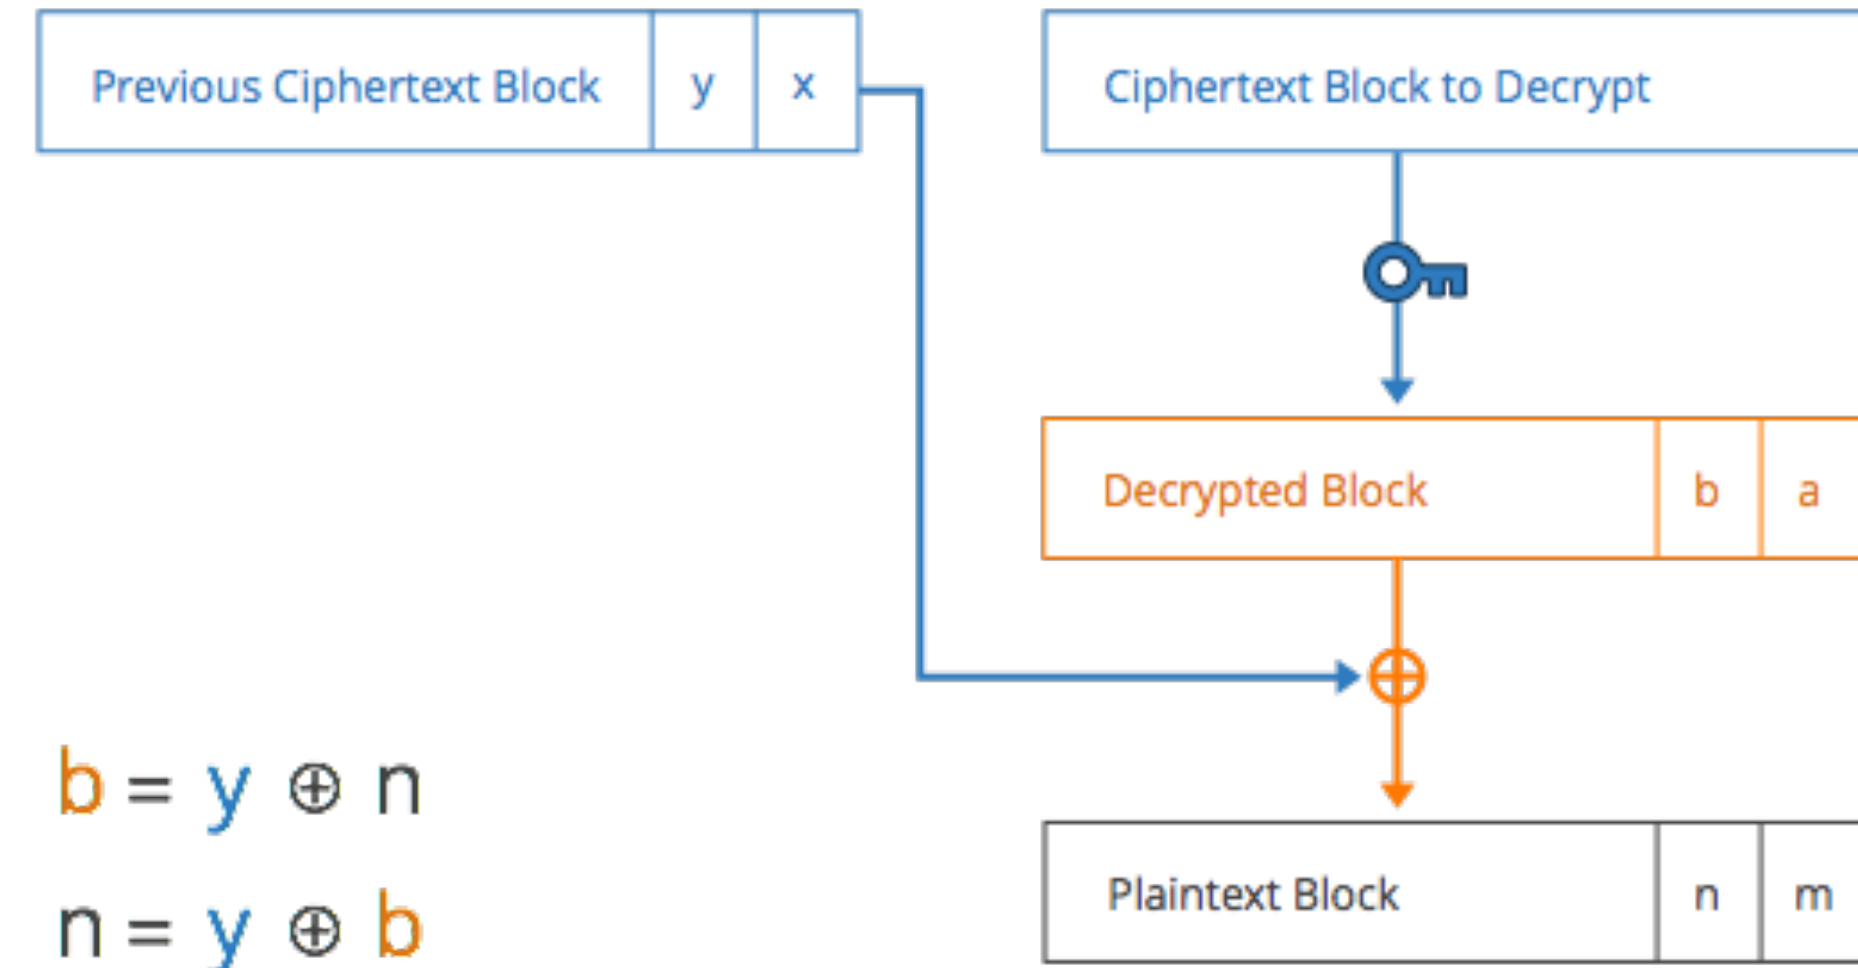 Previous Ciphertext Block y x
Ciphertext Block to Decrypt
Decrypted Block b a
b = y ⊕ n
n = y ⊕ b
Plaintext Block n m